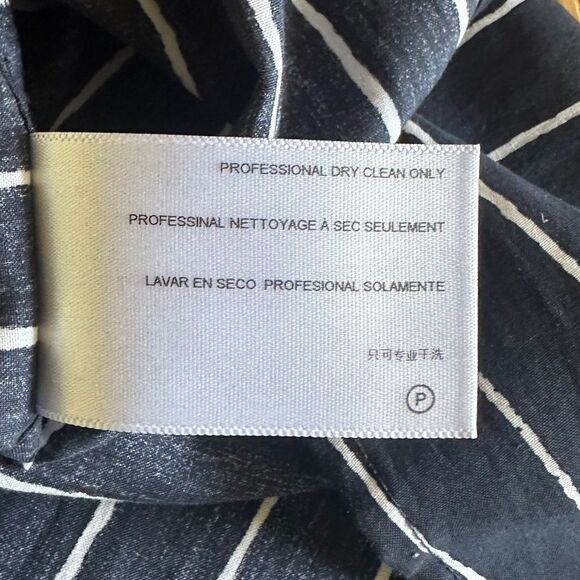 PROFESSIONAL DRY CLEAN ONLY
PROFESSINAL NETTOYAGE À SEC SEULEMENT
LAVAR EN SECO PROFESIONAL SOLAMENTE
只可专业干洗
P